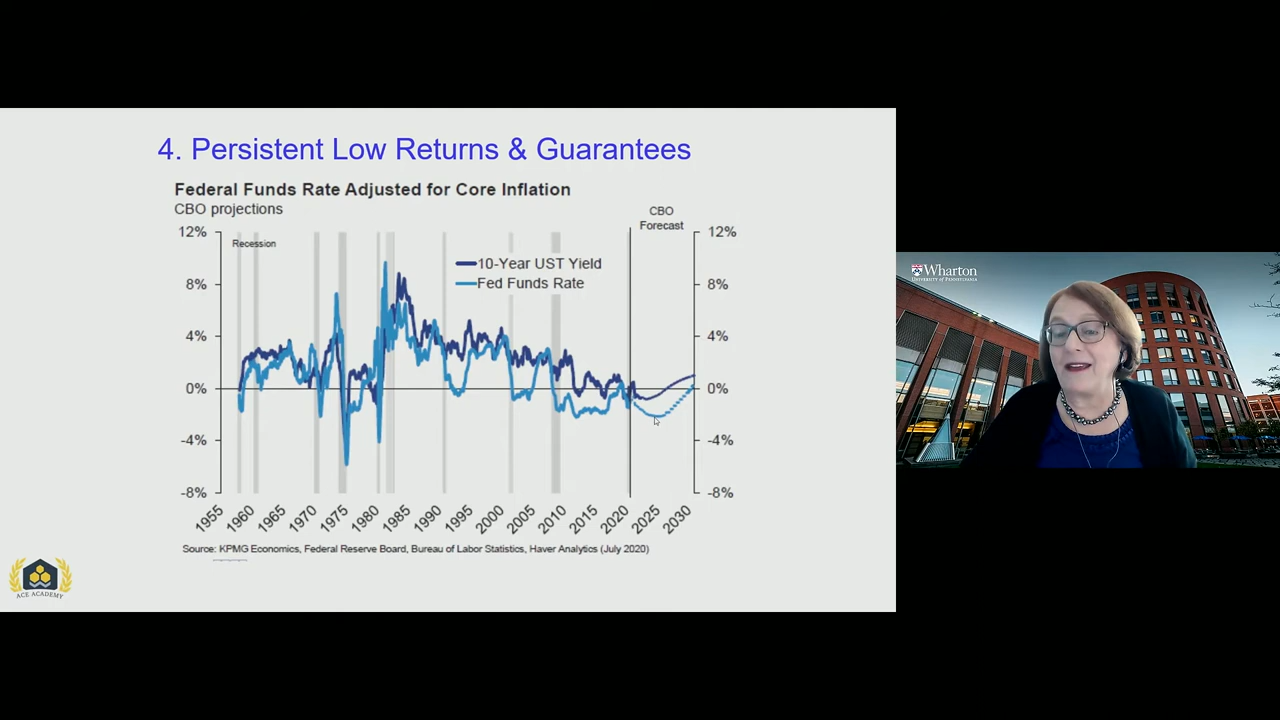 4. Persistent Low Returns & Guarantees
Federal Funds Rate Adjusted for Core Inflation
CBO projections
CBO
Forecast
12%
12%
Recession
10-Year UST Yield
Fed Funds Rate
8%
8%
4%
4%
0%
0%
-4%
-4%
-8%
-8%
1955
1960
1965
1970
1975
1980
1985
1990
1995
2000
2005
2010
2015
2020
2025
2030
Source: KPMG Economics, Federal Reserve Board, Bureau of Labor Statistics, Haver Analytics (July 2020)
ACE ACADEMY
Wharton
UNIVERSITY OF PENNSYLVANIA